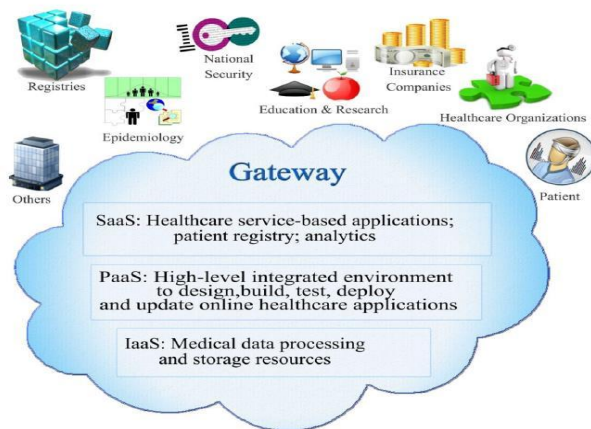 National
Security
Registries
Insurance
Companies
Education & Research
Healthcare Organizations
Epidemiology
Others
Patient
Gateway
SaaS: Healthcare service-based applications;
patient registry; analytics
PaaS: High-level integrated environment
to design,build, test, deploy
and update online healthcare applications
IaaS: Medical data processing
and storage resources